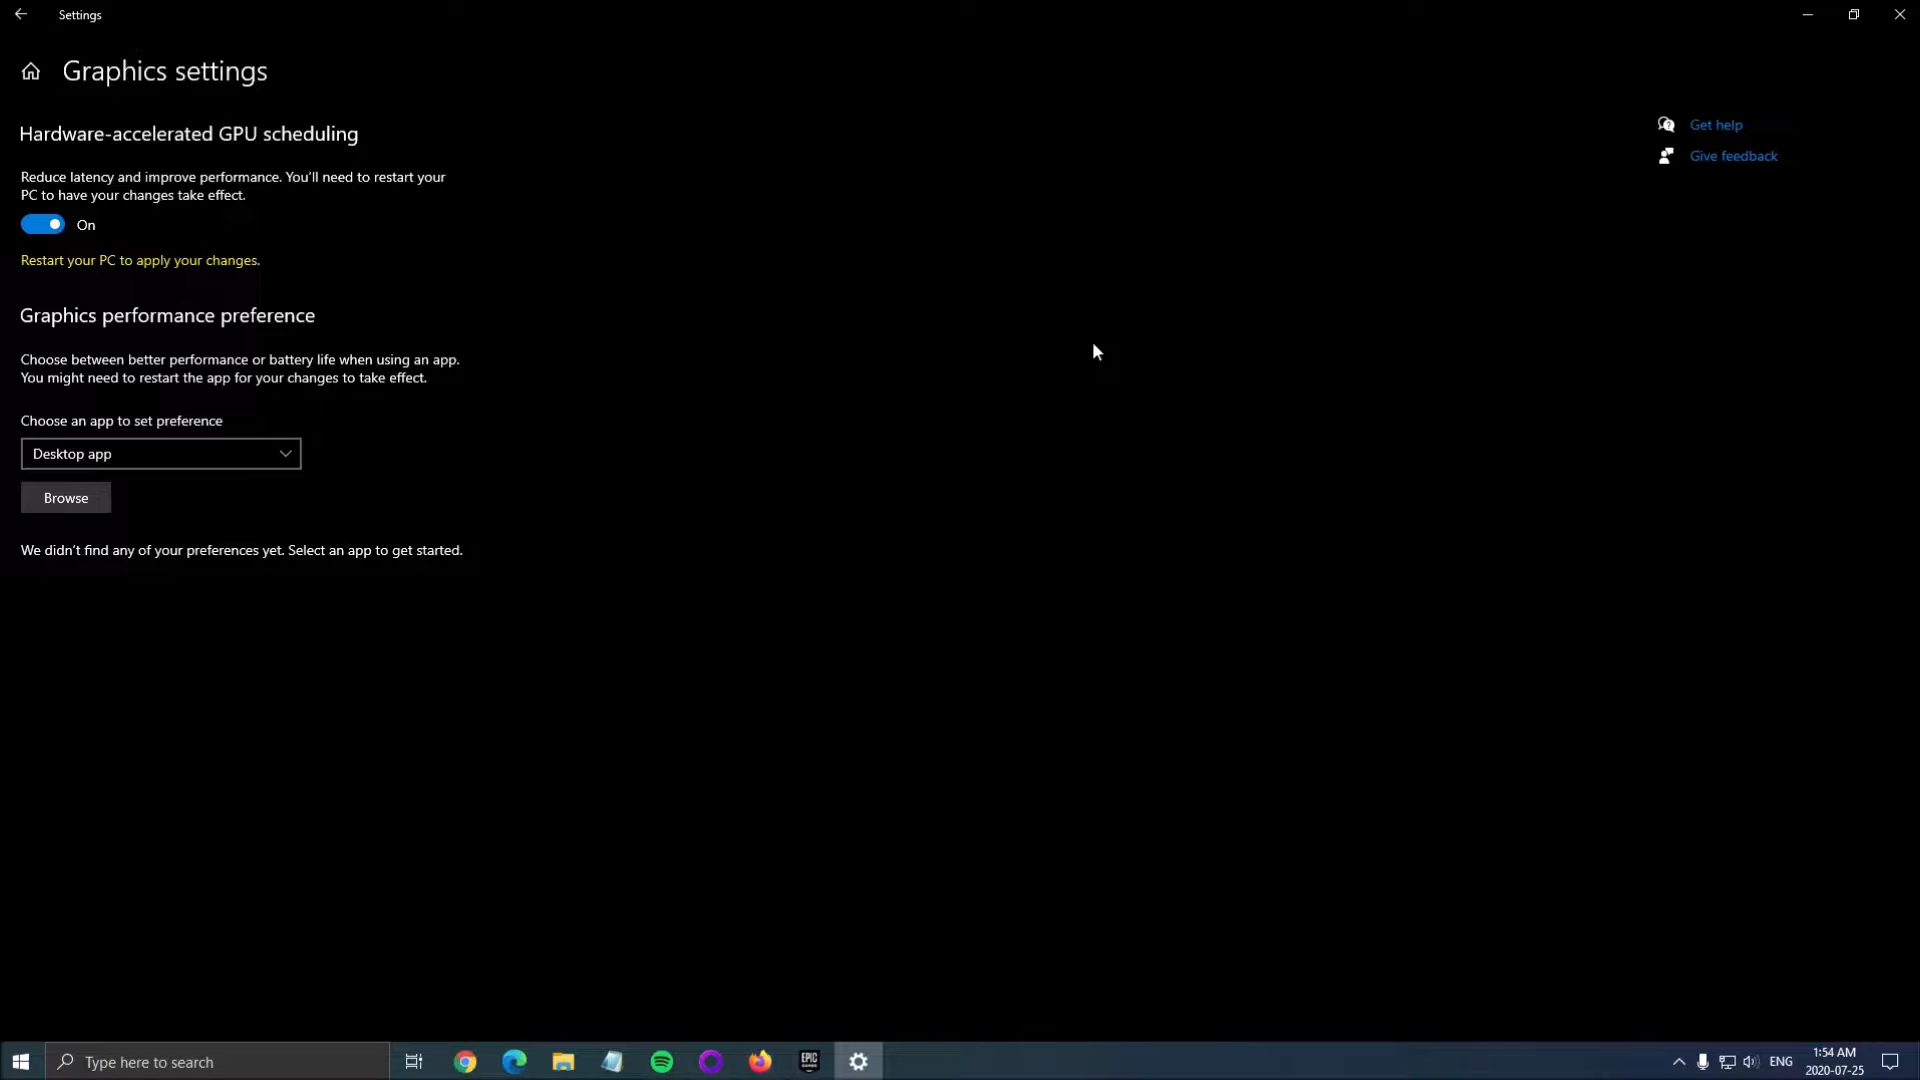 Settings
Graphics settings
Hardware-accelerated GPU scheduling
Reduce latency and improve performance. You'll need to restart your
PC to have your changes take effect.
On
Restart your PC to apply your changes.
Graphics performance preference
Choose between better performance or battery life when using an app.
You might need to restart the app for your changes to take effect.
Choose an app to set preference
Desktop app
Browse
We didn't find any of your preferences yet. Select an app to get started.
Get help
Give feedback
Type here to search
EPIC
GAMES
ENG
1:54 AM
2020-07-25